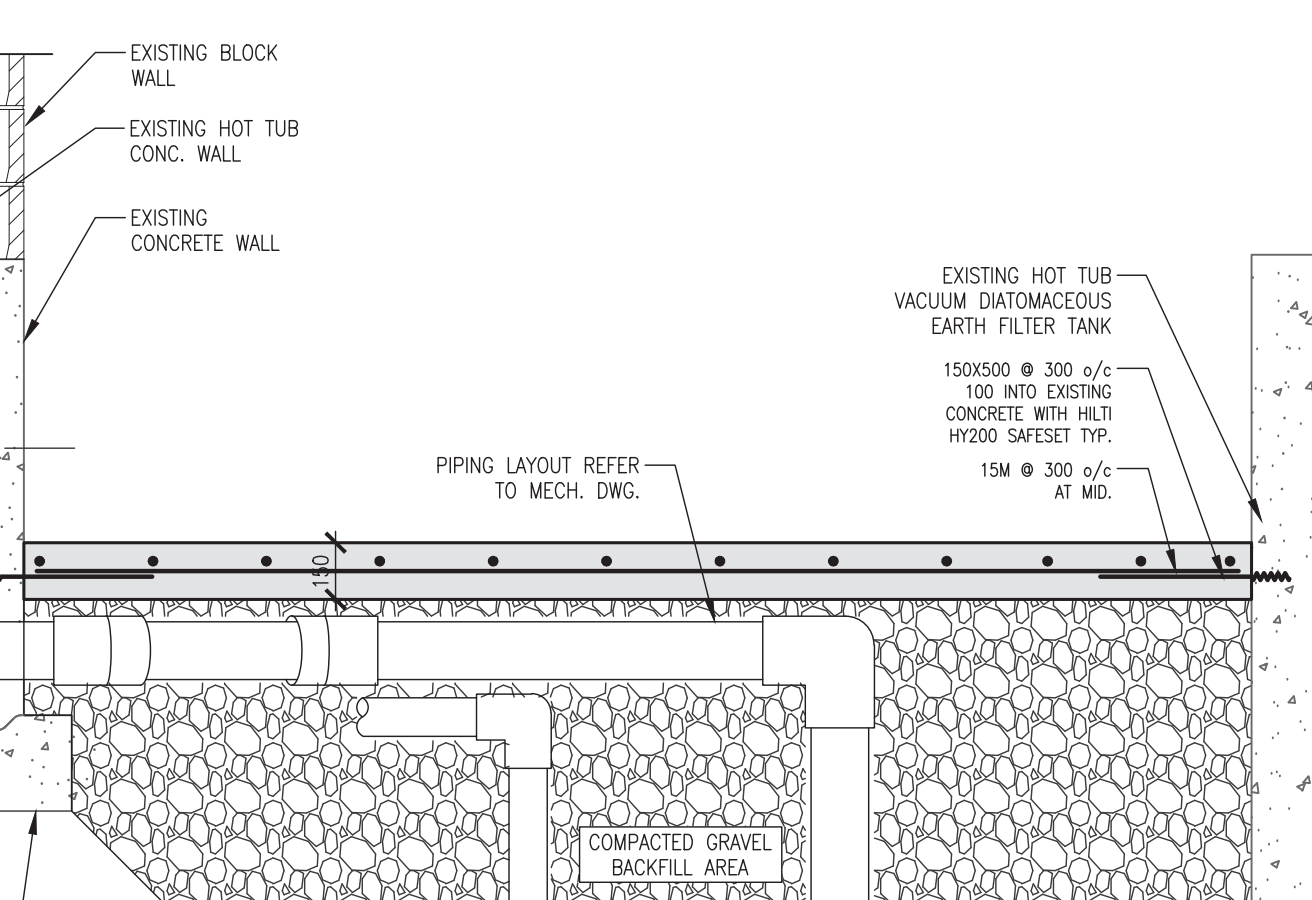 EXISTING BLOCK
WALL
EXISTING HOT TUB
CONC. WALL
EXISTING
CONCRETE WALL
EXISTING HOT TUB
VACUUM DIATOMACEOUS
EARTH FILTER TANK
150X500 @ 300 o/c
100 INTO EXISTING
CONCRETE WITH HILTI
HY200 SAFESET TYP.
15M @ 300 o/c
AT MID.
PIPING LAYOUT REFER
TO MECH. DWG.
150
COMPACTED GRAVEL
BACKFILL AREA